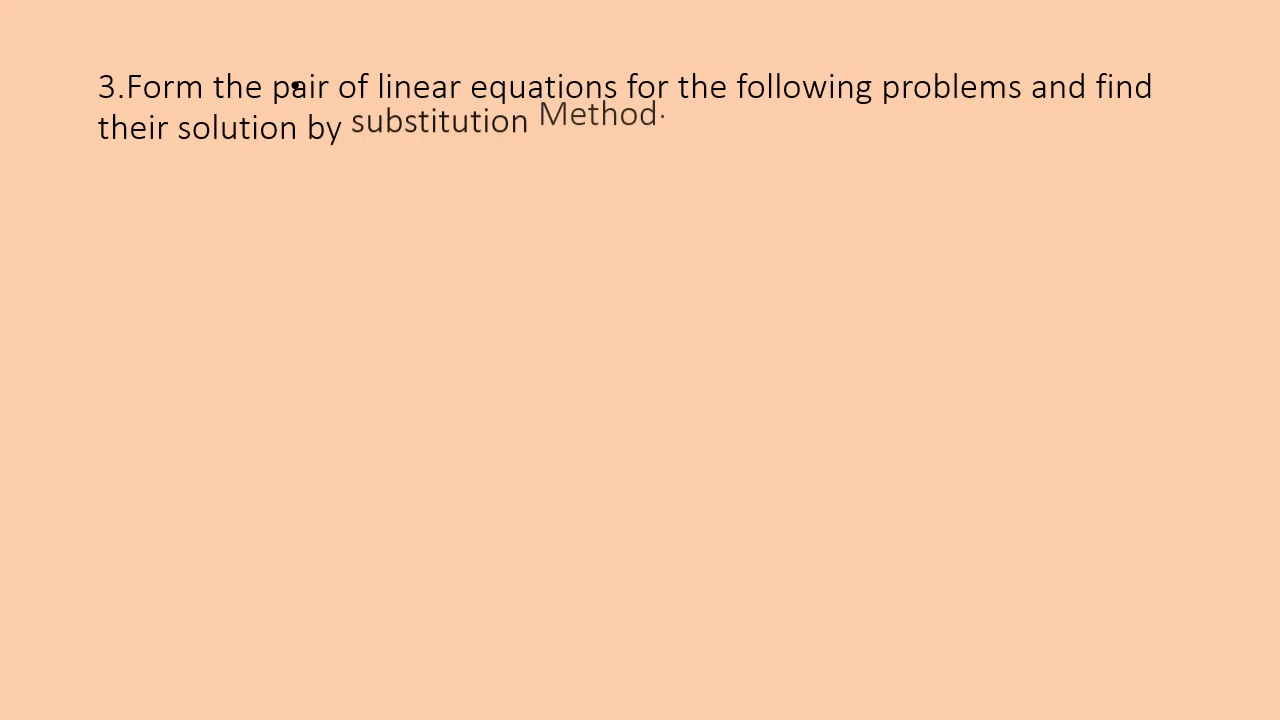 3.Form the pair of linear equations for the following problems and find
their solution by substitution Method.